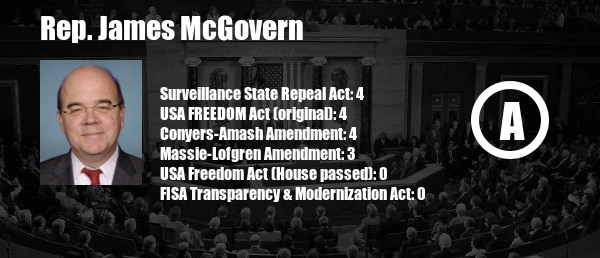 Rep. James McGovern
Surveillance State Repeal Act: 4
USA FREEDOM Act (original): 4
Conyers-Amash Amendment: 4
Massie-Lofgren Amendment: 3
USA Freedom Act (House passed): 0
FISA Transparency & Modernization Act: 0
A